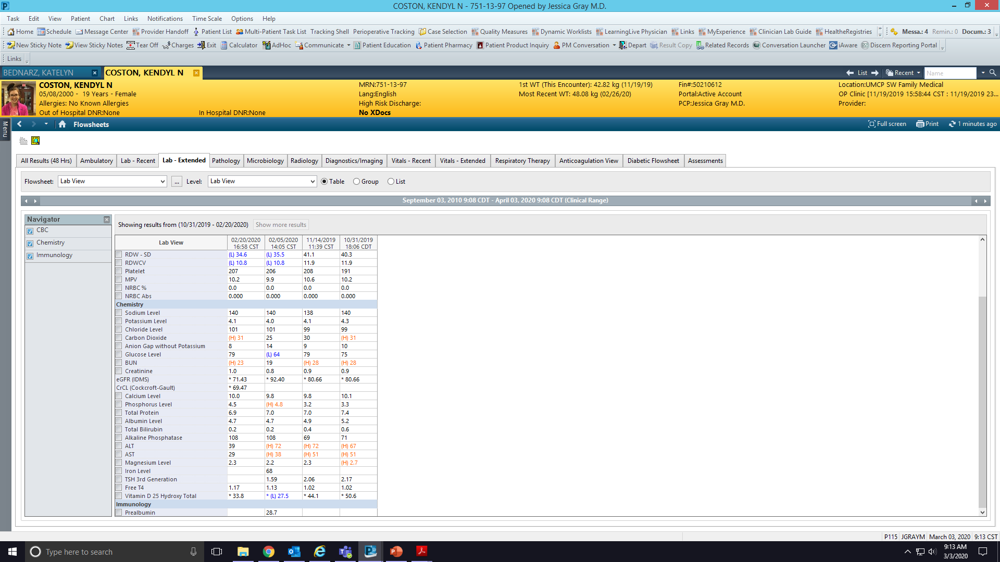 COSTON, KENDYL N - 751-13-97 Opened by Jessica Gray M.D.
Task Edit View Patient Chart Links Notifications Time Scale Options Help
Home Schedule Message Center Provider Handoff Patient List Multi-Patient Task List Tracking Shell Perioperative Tracking Case Selection Quality Measures Dynamic Worklists LearningLive Physician Links MyExperience Clinician Lab Guide HealtheRegistries Messa.: 4 Remin.: 0 Docum.: 3
New Sticky Note View Sticky Notes Tear Off Charges Exit Calculator AdHoc Communicate Patient Education Patient Pharmacy Patient Product Inquiry PM Conversation Depart Result Copy Related Records Conversation Launcher iAware Discern Reporting Portal
Links
BEDNARZ, KATELYN COSTON, KENDYL N List Recent Name
COSTON, KENDYL N MRN:751-13-97 1st WT (This Encounter): 42.82 kg (11/19/19) Fin#:50210612 Location:UMCP SW Family Medical
05/08/2000 - 19 Years - Female Lang:English Most Recent WT: 48.08 kg (02/26/20) Portal:Active Account OP Clinic [11/19/2019 15:58:44 CST : 11/19/2019 23...
Allergies: No Known Allergies High Risk Discharge: PCP:Jessica Gray M.D. Provider:
Out of Hospital DNR:None In Hospital DNR:None No XDocs
Menu
Flowsheets Full screen Print 1 minutes ago
All Results (48 Hrs) Ambulatory Lab - Recent Lab - Extended Pathology Microbiology Radiology Diagnostics/Imaging Vitals - Recent Vitals - Extended Respiratory Therapy Anticoagulation View Diabetic Flowsheet Assessments
Flowsheet: Lab View ... Level: Lab View Table Group List
September 03, 2010 9:08 CDT - April 03, 2020 9:08 CDT (Clinical Range)
Navigator
CBC
Chemistry
Immunology
Showing results from (10/31/2019 - 02/20/2020) Show more results
Lab View 02/20/2020 16:58 CST 02/05/2020 14:05 CST 11/14/2019 11:39 CST 10/31/2019 18:06 CDT
RDW - SD (L) 34.6 (L) 35.5 41.1 40.3
RDWCV (L) 10.8 (L) 10.8 11.9 11.9
Platelet 207 206 208 191
MPV 10.2 9.9 10.6 10.2
NRBC % 0.0 0.0 0.0 0.0
NRBC Abs 0.000 0.000 0.000 0.000
Chemistry
Sodium Level 140 140 138 140
Potassium Level 4.1 4.0 4.1 4.3
Chloride Level 101 101 99 99
Carbon Dioxide (H) 31 25 30 (H) 31
Anion Gap without Potassium 8 14 9 10
Glucose Level 79 (L) 64 79 75
BUN (H) 23 19 (H) 28 (H) 28
Creatinine 1.0 0.8 0.9 0.9
eGFR (IDMS) * 71.43 * 92.40 * 80.66 * 80.66
CrCL (Cockcroft-Gault) * 69.47
Calcium Level 10.0 9.8 9.8 10.1
Phosphorus Level 4.5 (H) 4.8 3.2 3.3
Total Protein 6.9 7.0 7.0 7.4
Albumin Level 4.7 4.7 4.9 5.2
Total Bilirubin 0.2 0.2 0.4 0.6
Alkaline Phosphatase 108 108 69 71
ALT 39 (H) 72 (H) 72 (H) 67
AST 29 (H) 38 (H) 51 (H) 51
Magnesium Level 2.3 2.2 2.3 (H) 2.7
Iron Level 68
TSH 3rd Generation 1.59 2.06 2.17
Free T4 1.17 1.13 1.02 1.02
Vitamin D 25 Hydroxy Total * 33.8 * (L) 27.5 * 44.1 * 50.6
Immunology
Prealbumin 28.7
P115 JGRAYM March 03, 2020 9:13 CST
Type here to search
9:13 AM
3/3/2020